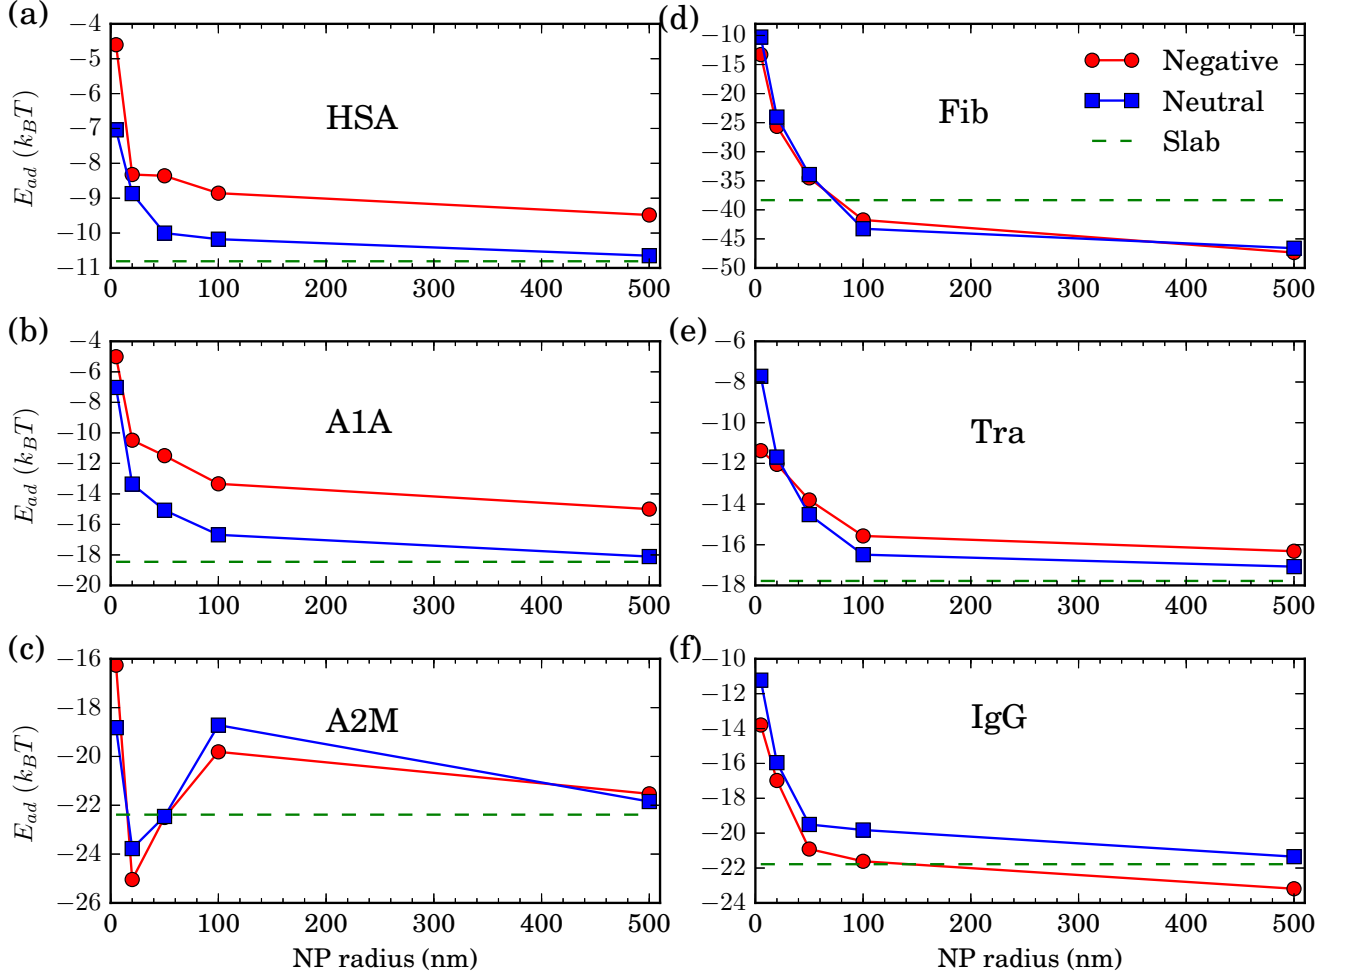 (a)
E_ad (k_BT)
−4
−5
−6
−7
−8
−9
−10
−11
HSA
0 100 200 300 400 500
(d)
−10
−15
−20
−25
−30
−35
−40
−45
−50
Fib
Negative
Neutral
Slab
0 100 200 300 400 500
(b)
E_ad (k_BT)
−4
−6
−8
−10
−12
−14
−16
−18
−20
A1A
0 100 200 300 400 500
(e)
−6
−8
−10
−12
−14
−16
−18
Tra
0 100 200 300 400 500
(c)
E_ad (k_BT)
−16
−18
−20
−22
−24
−26
A2M
0 100 200 300 400 500
NP radius (nm)
(f)
−10
−12
−14
−16
−18
−20
−22
−24
IgG
0 100 200 300 400 500
NP radius (nm)